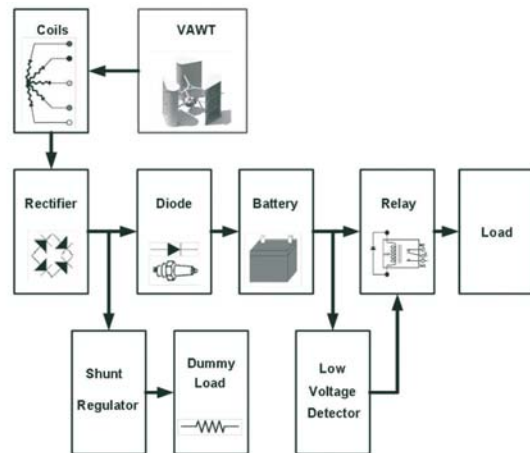 Coils
VAWT
Rectifier
Diode
Battery
Relay
Load
Shunt
Regulator
Dummy
Load
Low
Voltage
Detector